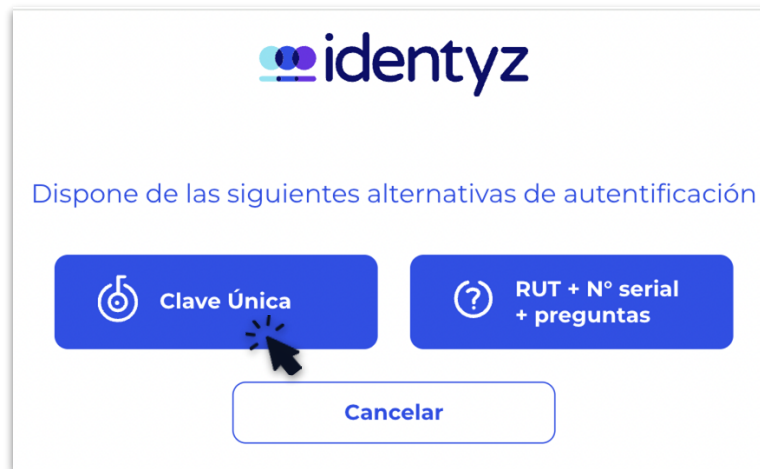 identyz
Dispone de las siguientes alternativas de autentificación
Clave Única
RUT + N° serial
+ preguntas
Cancelar